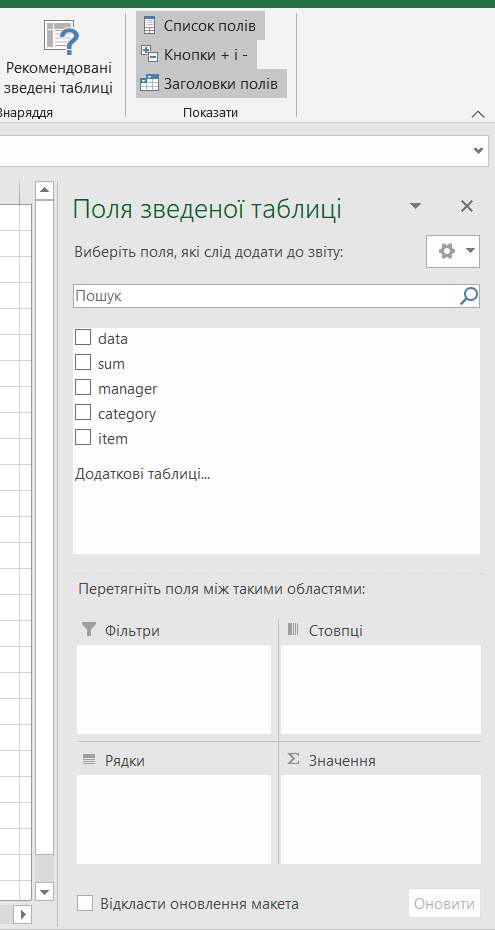 Список полів
Рекомендовані
зведені таблиці
Кнопки + і -
Заголовки полів
Знаряддя
Показати
Поля зведеної таблиці
Виберіть поля, які слід додати до звіту:
Пошук
data
sum
manager
category
item
Додаткові таблиці...
Перетягніть поля між такими областями:
Фільтри
Стовпці
Рядки
Σ Значення
Відкласти оновлення макета
Оновити